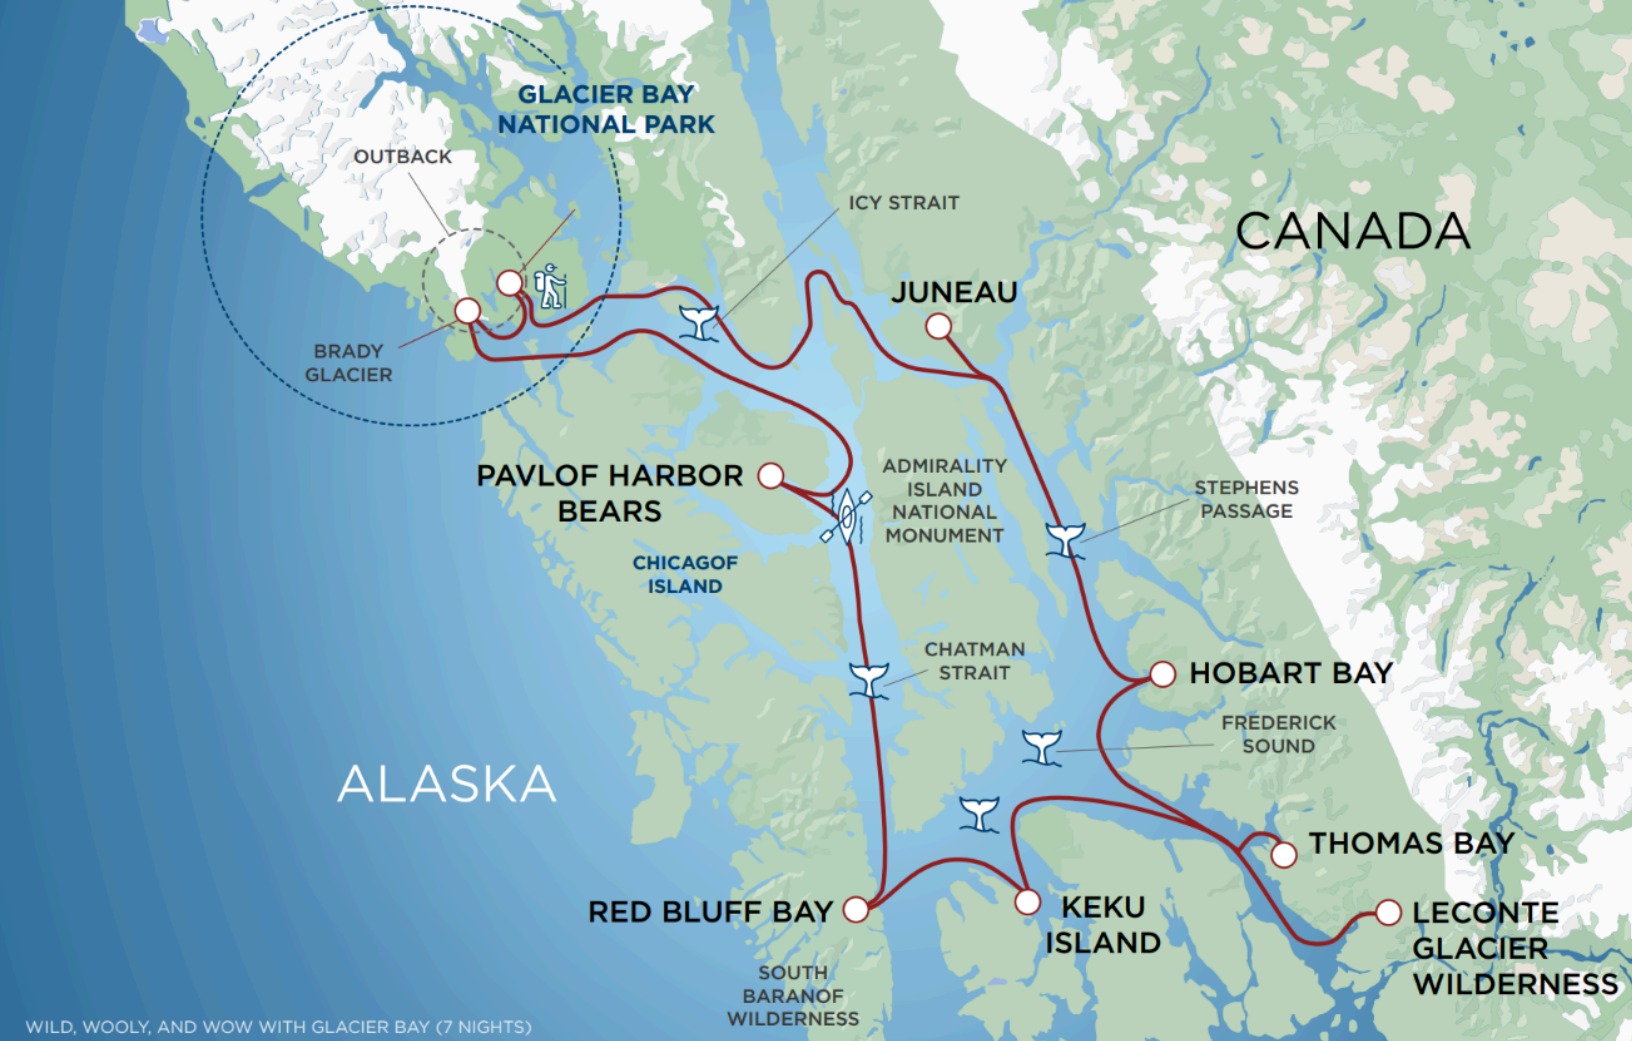 GLACIER BAY
NATIONAL PARK
OUTBACK
ICY STRAIT
CANADA
JUNEAU
BRADY
GLACIER
PAVLOF HARBOR
BEARS
ADMIRALITY
ISLAND
NATIONAL
MONUMENT
STEPHENS
PASSAGE
CHICAGOF
ISLAND
CHATMAN
STRAIT
HOBART BAY
FREDERICK
SOUND
ALASKA
THOMAS BAY
RED BLUFF BAY
KEKU
ISLAND
LECONTE
GLACIER
WILDERNESS
SOUTH
BARANOF
WILDERNESS
WILD, WOOLY, AND WOW WITH GLACIER BAY (7 NIGHTS)